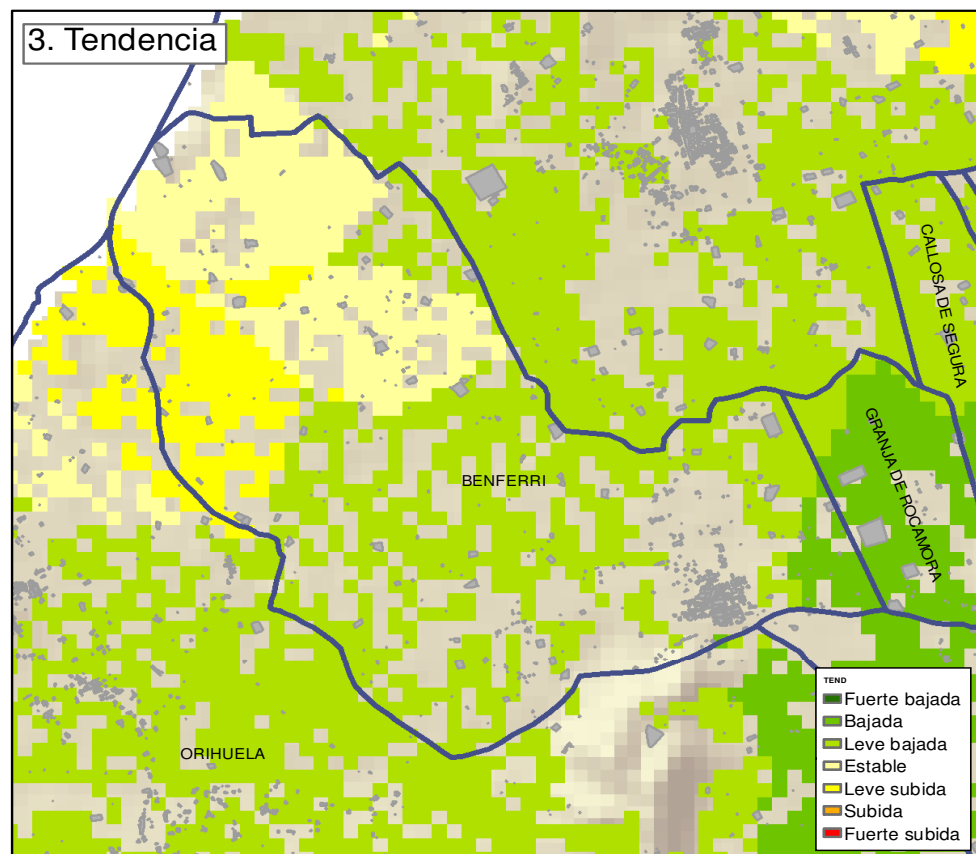 3. Tendencia
CALLOSA DE SEGURA
GRANJA DE ROCAMORA
BENFERRI
ORIHUELA
TEND
Fuerte bajada
Bajada
Leve bajada
Estable
Leve subida
Subida
Fuerte subida